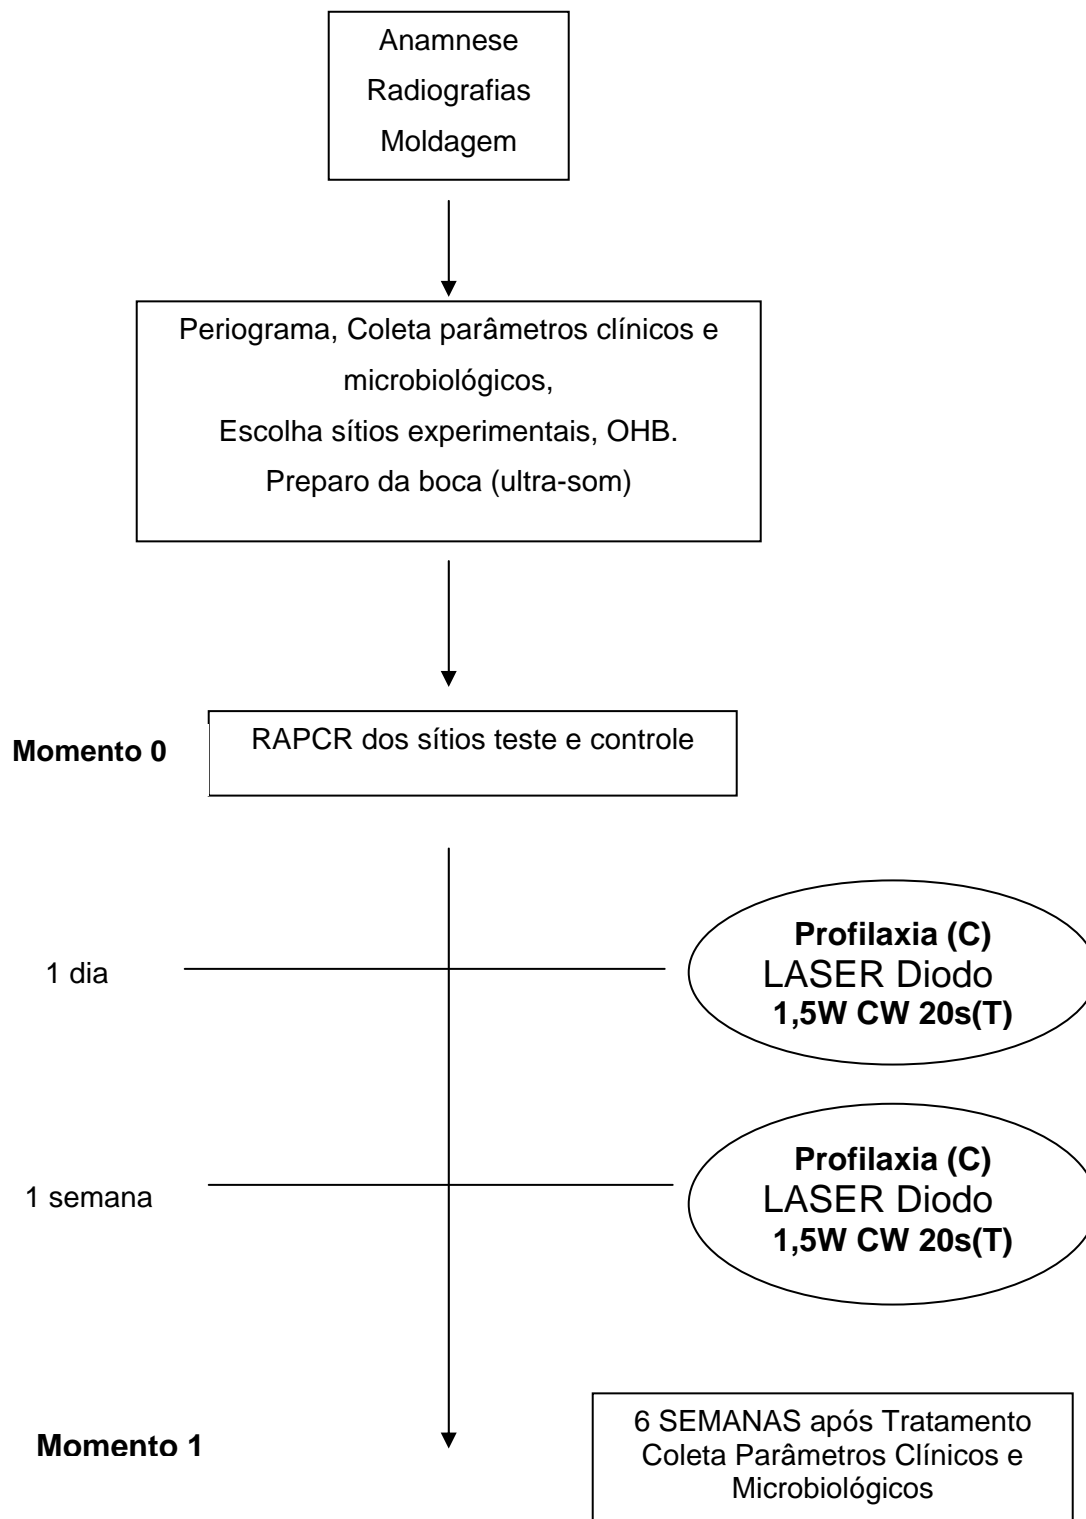 Anamnese
Radiografias
Moldagem
Periograma, Coleta parâmetros clínicos e
microbiológicos,
Escolha sítios experimentais, OHB.
Preparo da boca (ultra-som)
Momento 0
RAPCR dos sítios teste e controle
1 dia
Profilaxia (C)
LASER Diodo
1,5W CW 20s(T)
1 semana
Profilaxia (C)
LASER Diodo
1,5W CW 20s(T)
Momento 1
6 SEMANAS após Tratamento
Coleta Parâmetros Clínicos e
Microbiológicos